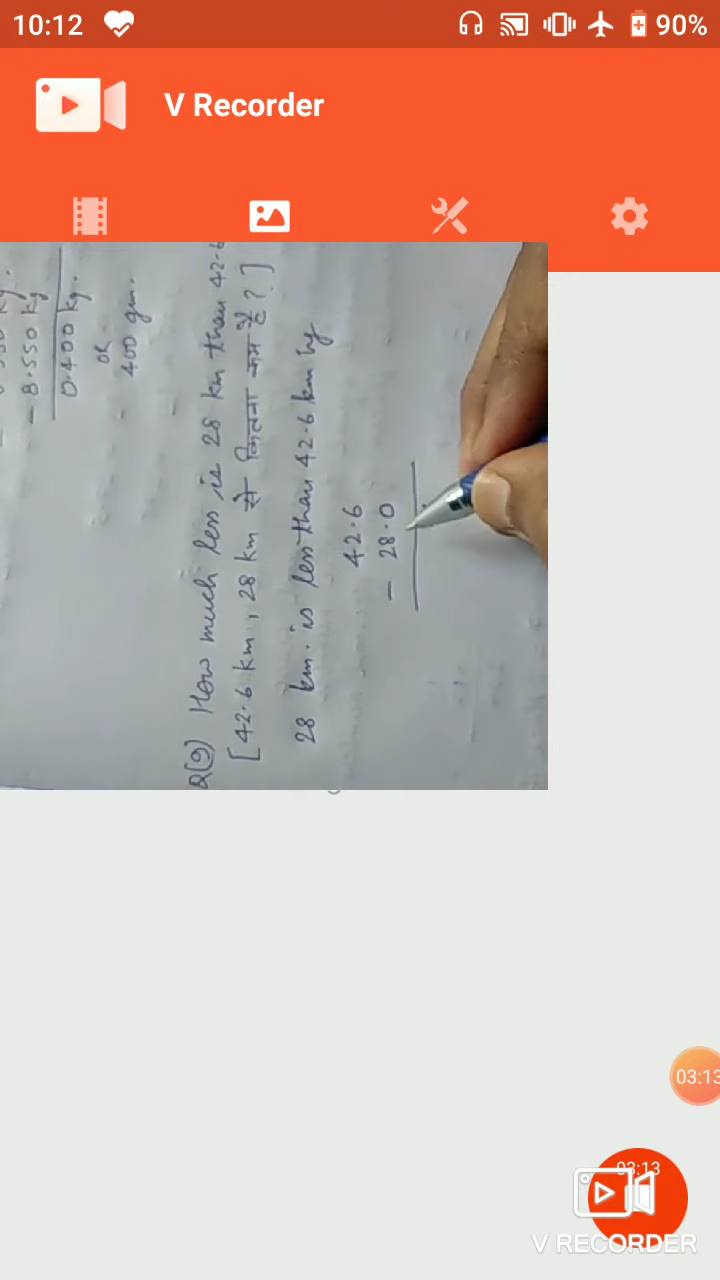 10:12
90%
V Recorder
- 8.550 kg
0.400 kg.
or
400 gm.
Q(9) How much less is 28 km than 42.6
[42.6 km, 28 km से कितना कम है?]
28 km. is less than 42.6 km by
42.6
- 28.0
03:13
03:13
V RECORDER